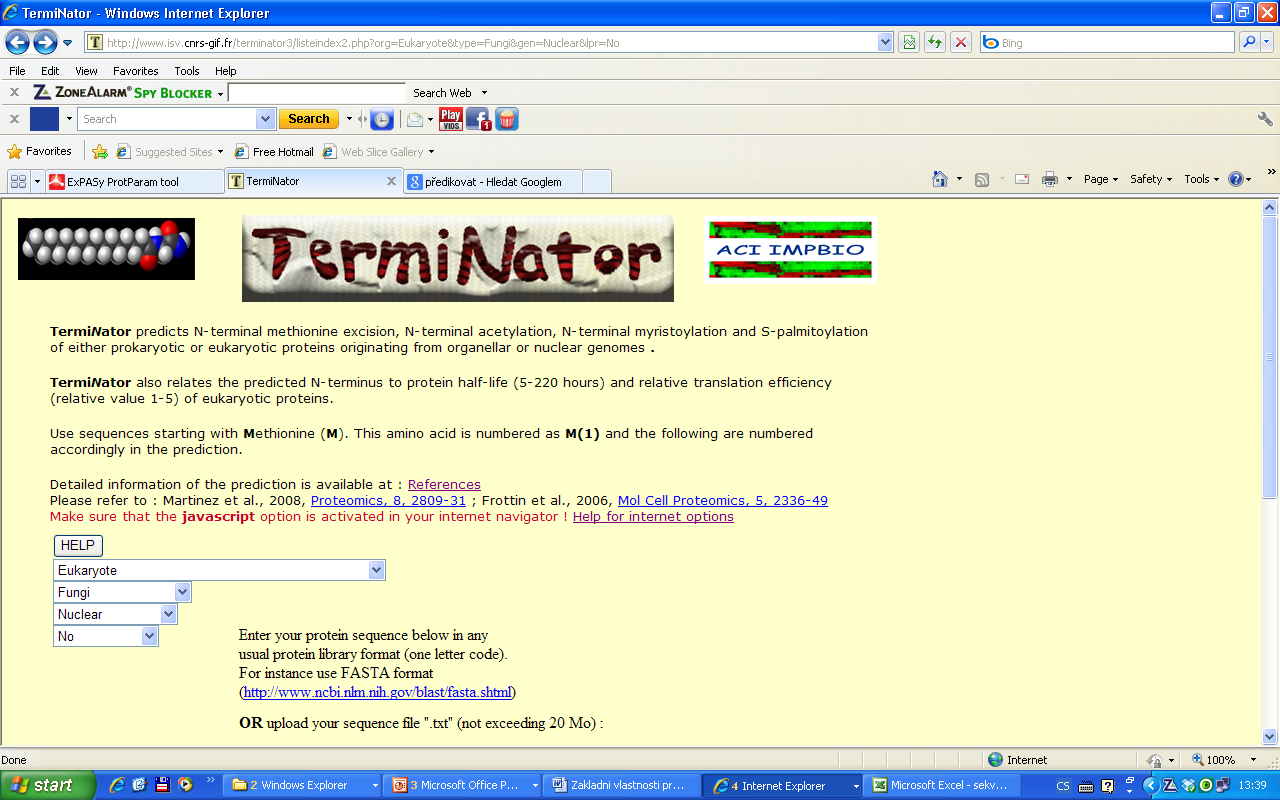 TermiNator - Windows Internet Explorer
http://www.isv.cnrs-gif.fr/terminator3/listeindex2.php?org=Eukaryote&type=Fungi&gen=Nuclear&lpr=No
Bing
File Edit View Favorites Tools Help
ZONEALARM® SPY BLOCKER Search Web
Search Search Play VIDS 1
Favorites Suggested Sites Free Hotmail Web Slice Gallery
ExPASy ProtParam tool TermiNator předikovat - Hledat Googlem Page Safety Tools
TermiNator ACI IMPBIO
TermiNator predicts N-terminal methionine excision, N-terminal acetylation, N-terminal myristoylation and S-palmitoylation
of either prokaryotic or eukaryotic proteins originating from organellar or nuclear genomes .
TermiNator also relates the predicted N-terminus to protein half-life (5-220 hours) and relative translation efficiency
(relative value 1-5) of eukaryotic proteins.
Use sequences starting with Methionine (M). This amino acid is numbered as M(1) and the following are numbered
accordingly in the prediction.
Detailed information of the prediction is available at : References
Please refer to : Martinez et al., 2008, Proteomics, 8, 2809-31 ; Frottin et al., 2006, Mol Cell Proteomics, 5, 2336-49
Make sure that the javascript option is activated in your internet navigator ! Help for internet options
HELP
Eukaryote
Fungi
Nuclear
No
Enter your protein sequence below in any
usual protein library format (one letter code).
For instance use FASTA format
(http://www.ncbi.nlm.nih.gov/blast/fasta.shtml)
OR upload your sequence file ".txt" (not exceeding 20 Mo) :
Done Internet 100%
start 2 Windows Explorer 3 Microsoft Office P... Zakladni vlastnosti pr... 4 Internet Explorer Microsoft Excel - sekv... CS 13:39